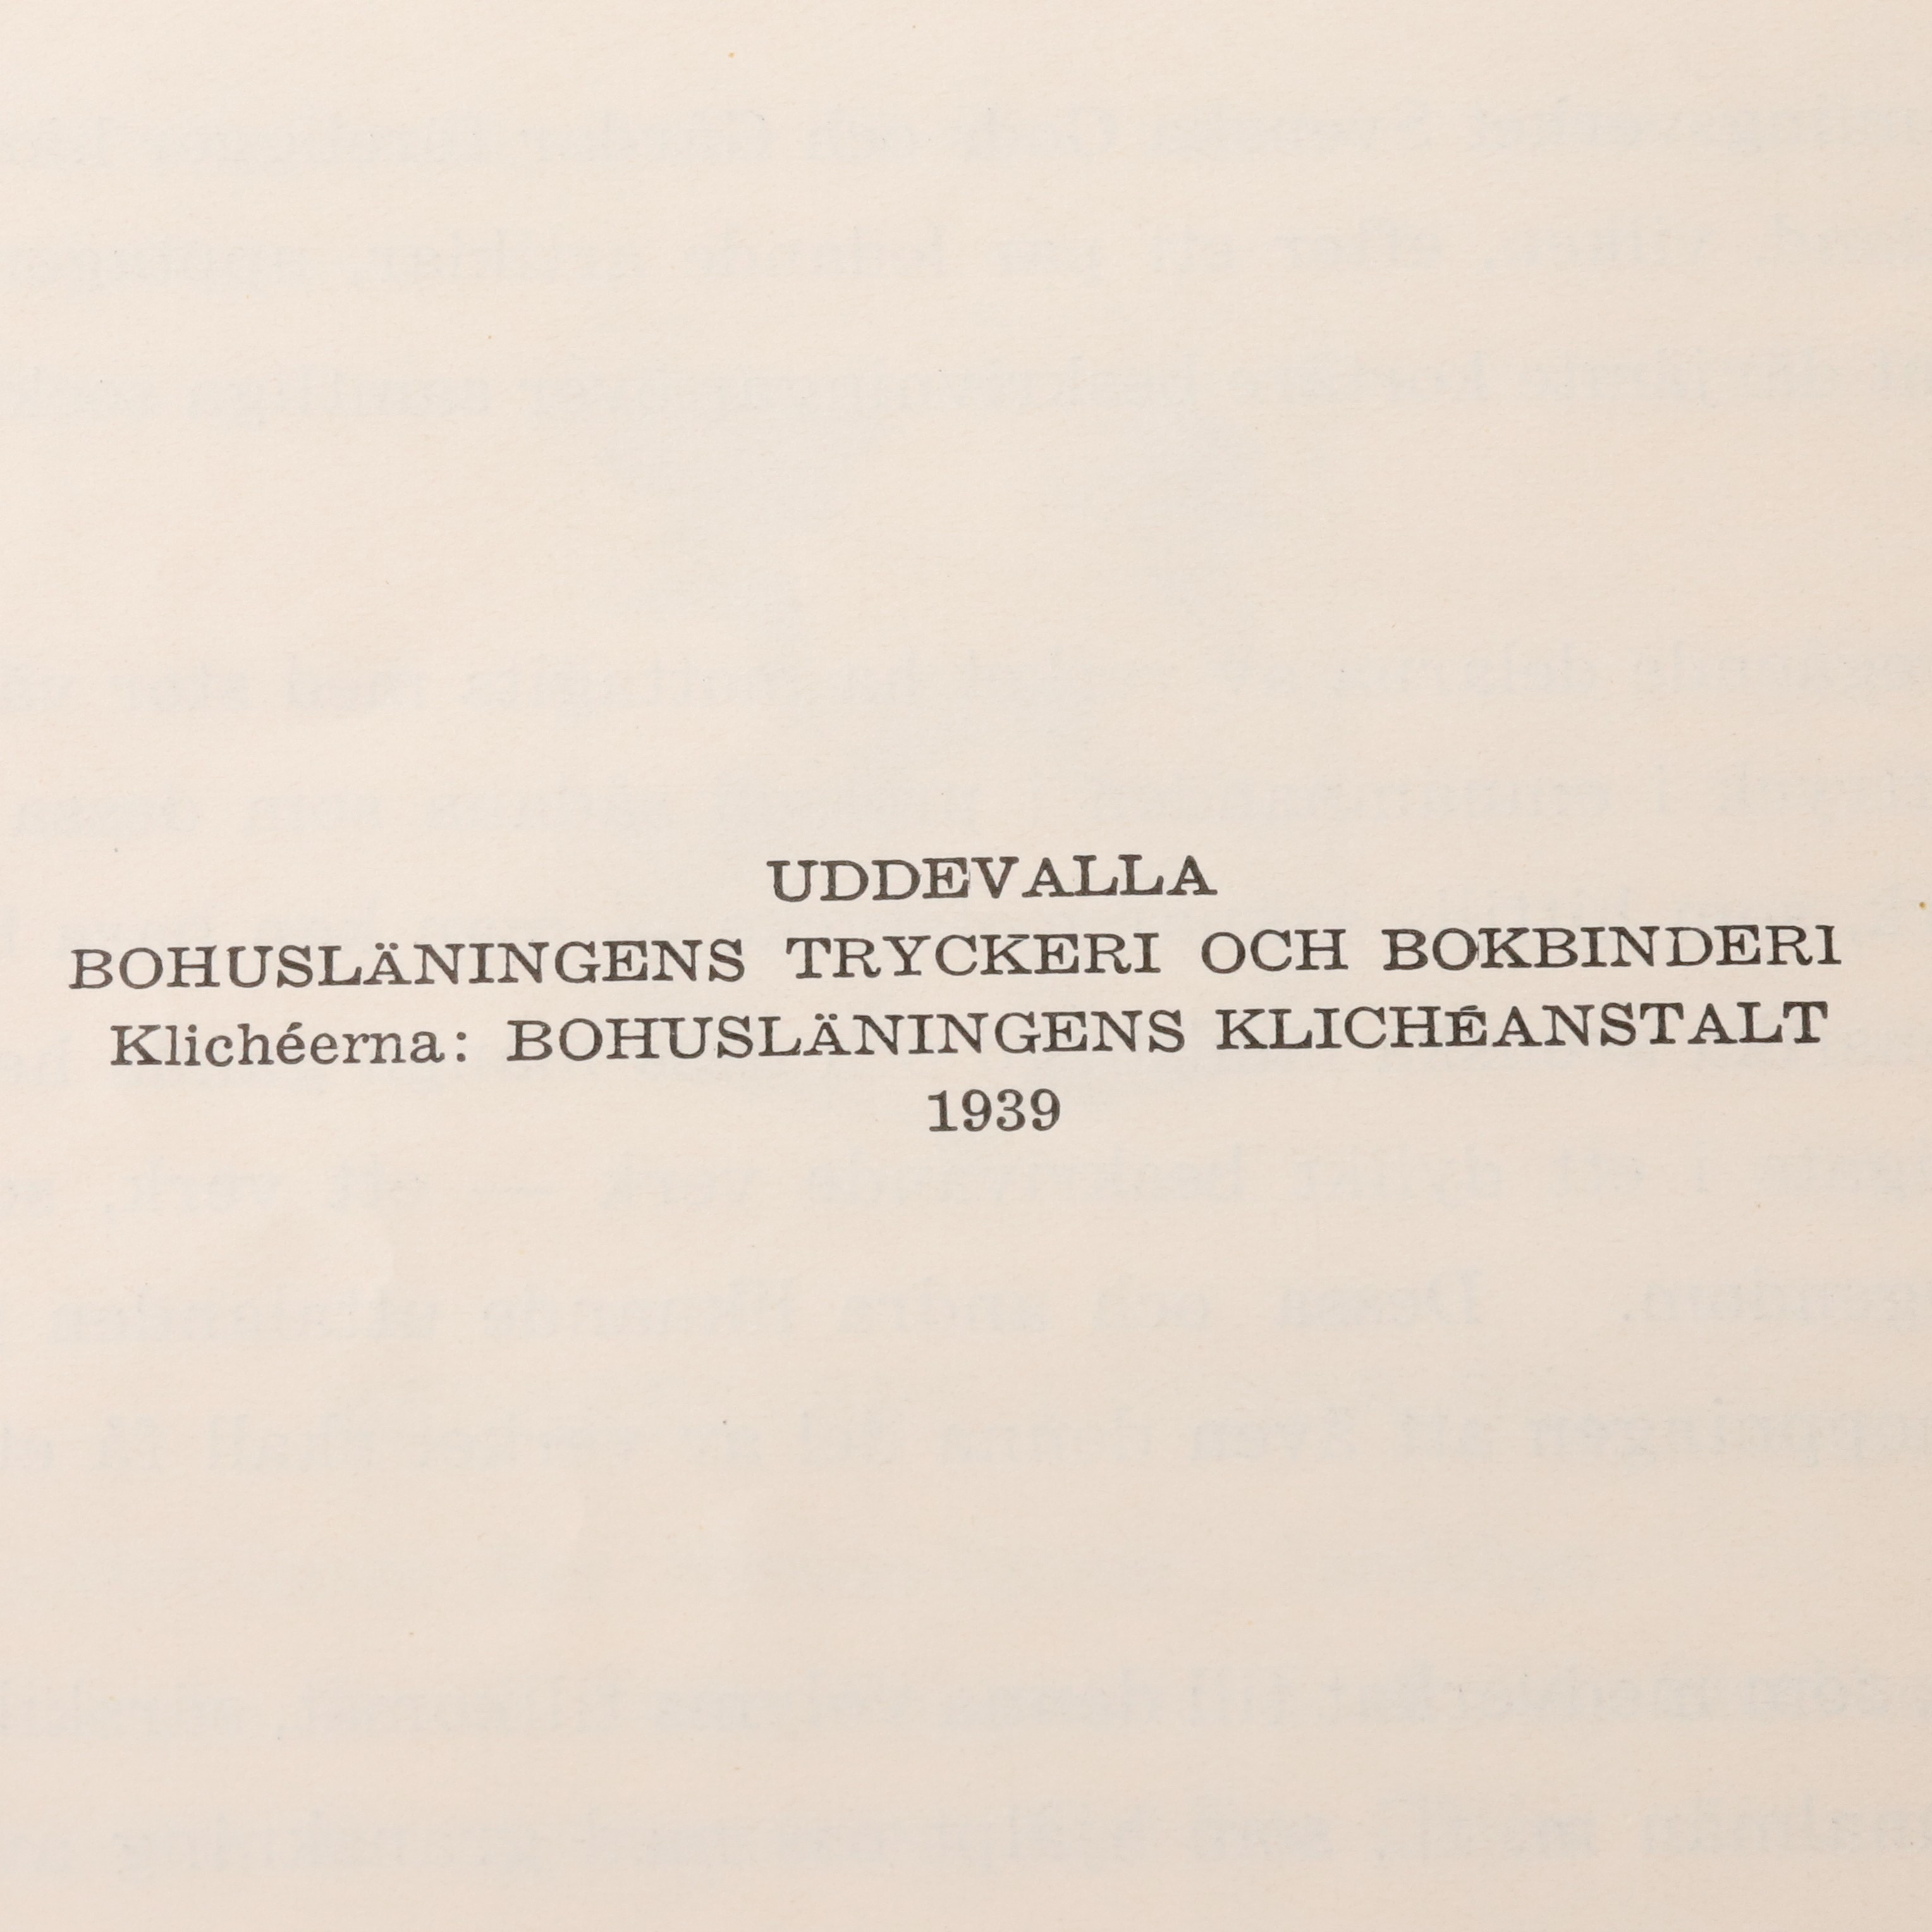 UDDEVALLA
BOHUSLÄNINGENS TRYCKERI OCH BOKBINDERI
Klichéerna: BOHUSLÄNINGENS KLICHÉANSTALT
1939